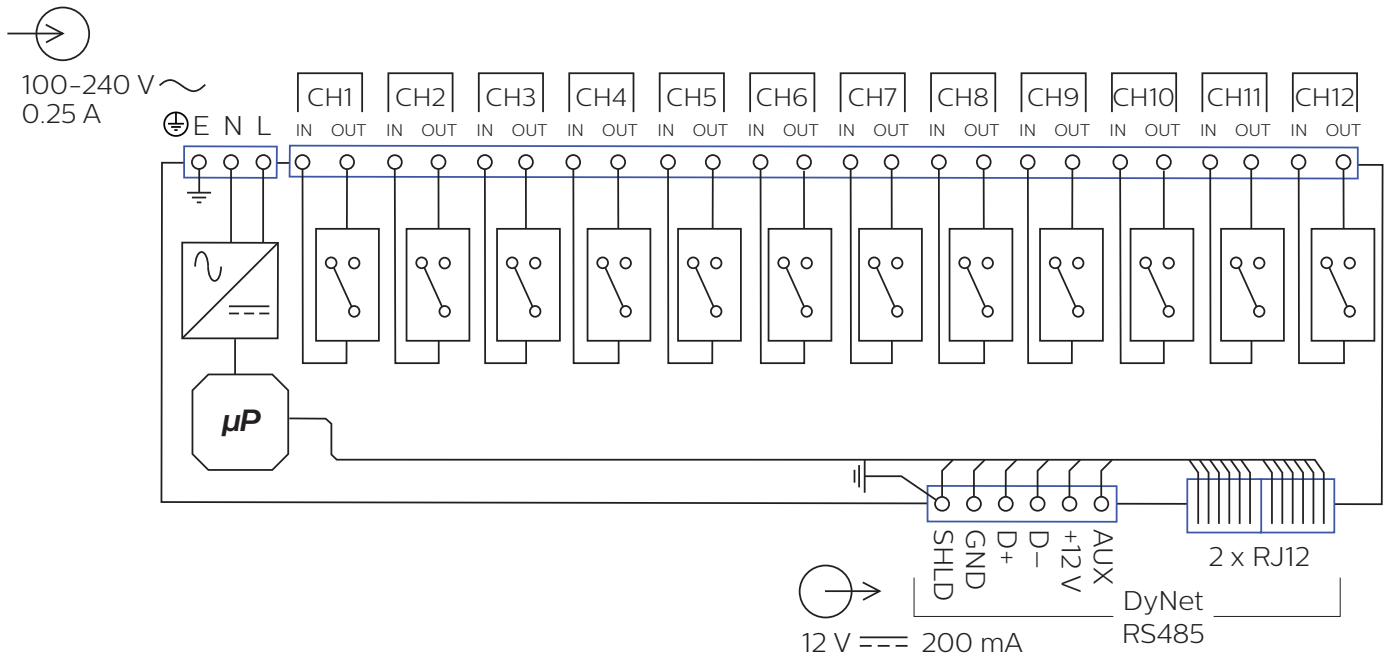 100-240 V
0.25 A
E N L
CH1 CH2 CH3 CH4 CH5 CH6 CH7 CH8 CH9 CH10 CH11 CH12
IN OUT IN OUT IN OUT IN OUT IN OUT IN OUT IN OUT IN OUT IN OUT IN OUT IN OUT IN OUT
µP
SHLD
GND
D+
D−
+12 V
AUX
2 x RJ12
DyNet
RS485
12 V 200 mA